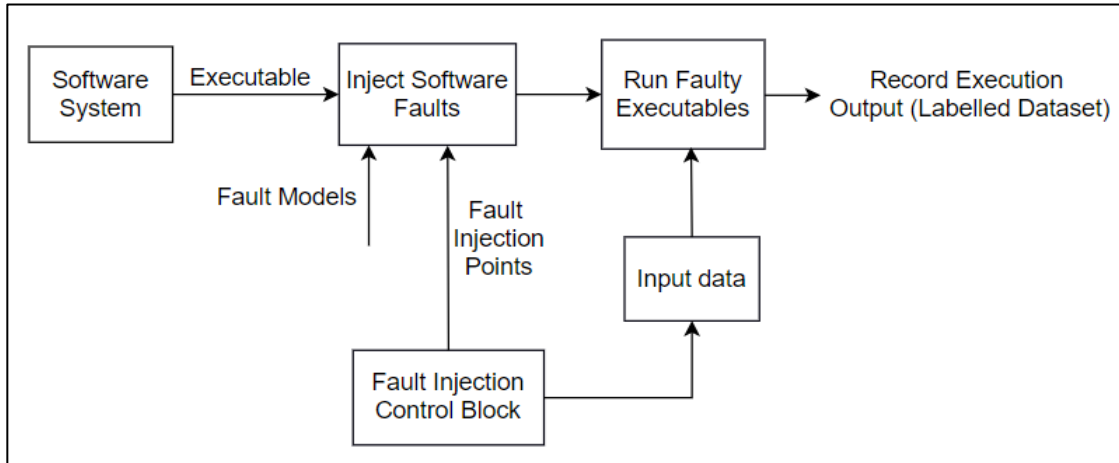 Software
System
Executable
Inject Software
Faults
Run Faulty
Executables
Record Execution
Output (Labelled Dataset)
Fault Models
Fault
Injection
Points
Input data
Fault Injection
Control Block